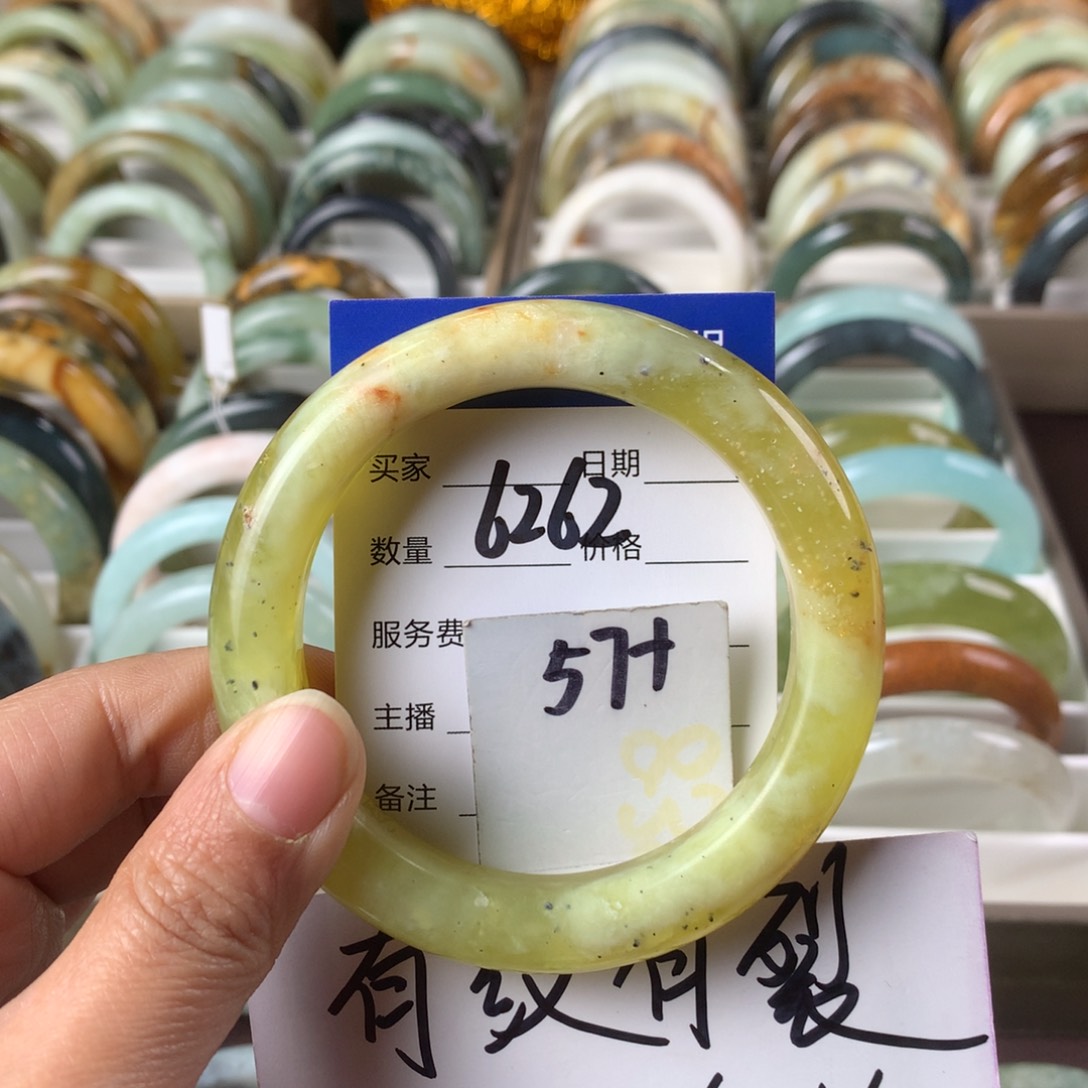 买家 日期
6262
数量 价格
服务费
57+
主播
备注
有纹有裂